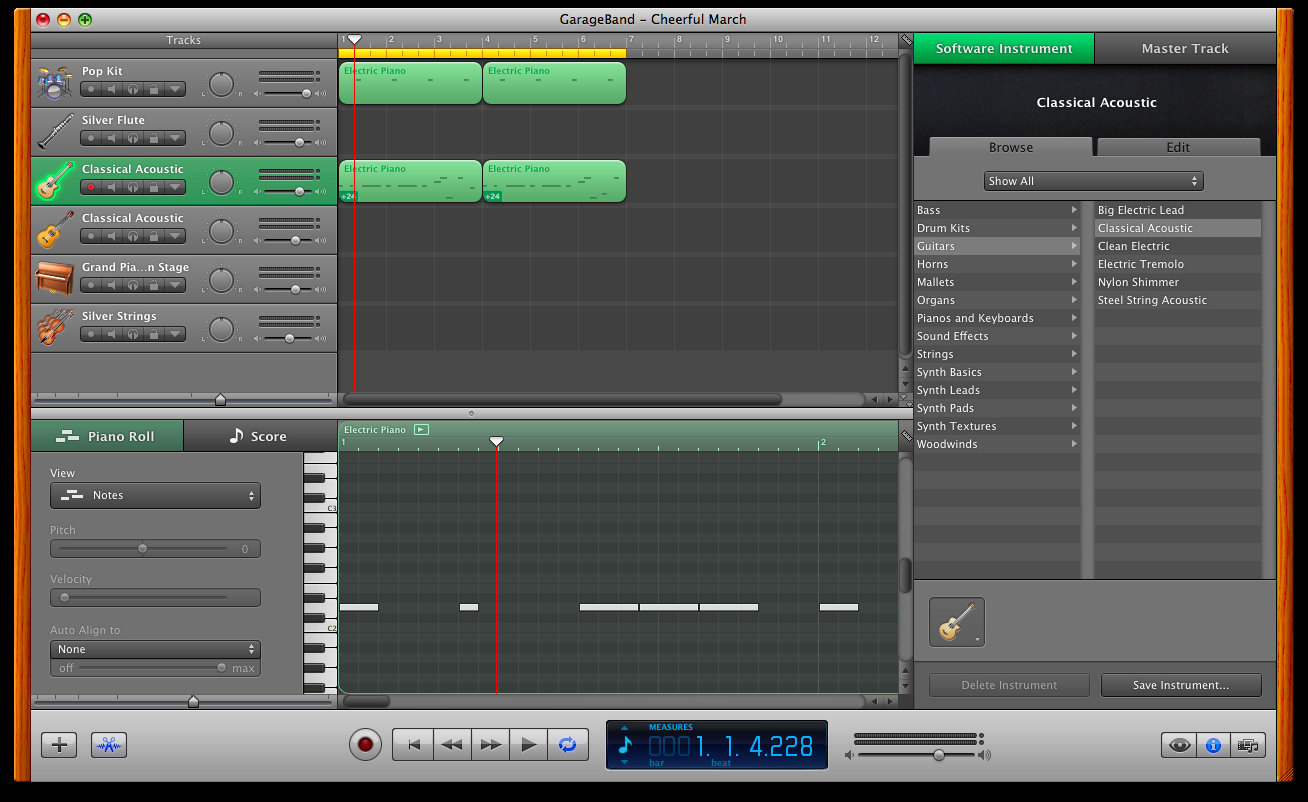 GarageBand – Cheerful March
Tracks
1 2 3 4 5 6 7 8 9 10 11 12
Software Instrument
Master Track
Pop Kit
L R
Electric Piano
Electric Piano
Classical Acoustic
Silver Flute
L R
Browse
Edit
Classical Acoustic
L R
Electric Piano
+24
Electric Piano
+24
Show All
Classical Acoustic
L R
Grand Pia...n Stage
L R
Silver Strings
L R
Bass
Drum Kits
Guitars
Horns
Mallets
Organs
Pianos and Keyboards
Sound Effects
Strings
Synth Basics
Synth Leads
Synth Pads
Synth Textures
Woodwinds
Big Electric Lead
Classical Acoustic
Clean Electric
Electric Tremolo
Nylon Shimmer
Steel String Acoustic
Piano Roll
Score
Electric Piano
1 2
View
Notes
Pitch
0
Velocity
Auto Align to
None
off max
C3
C2
Delete Instrument
Save Instrument...
MEASURES
0001. 1. 4.228
bar beat